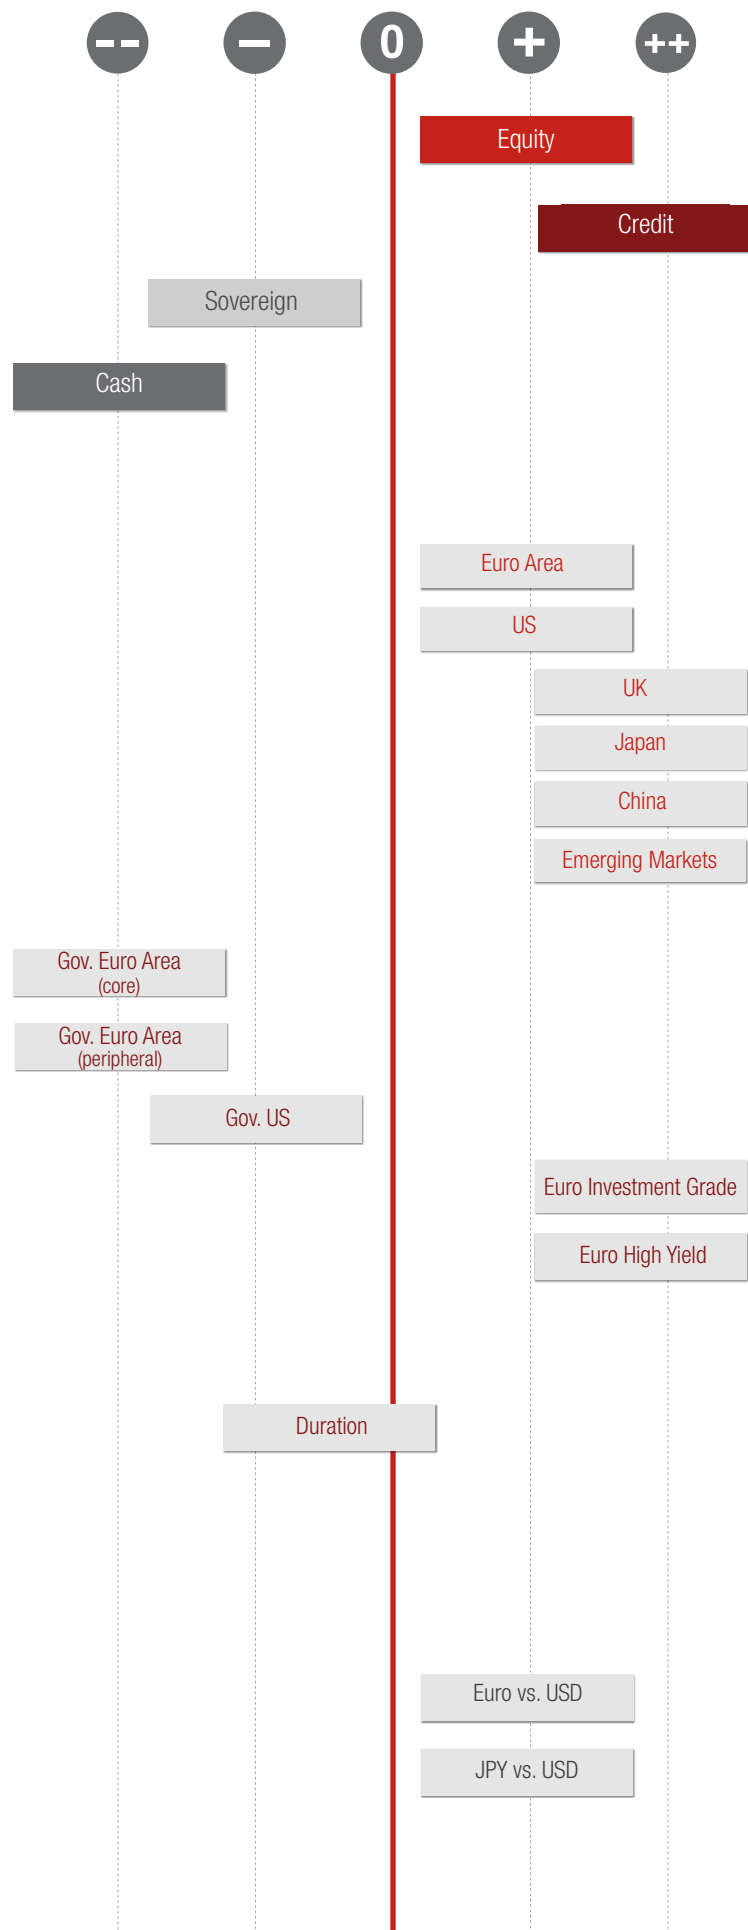 -- – 0 + ++
Equity
Credit
Sovereign
Cash
Euro Area
US
UK
Japan
China
Emerging Markets
Gov. Euro Area
(core)
Gov. Euro Area
(peripheral)
Gov. US
Euro Investment Grade
Euro High Yield
Duration
Euro vs. USD
JPY vs. USD